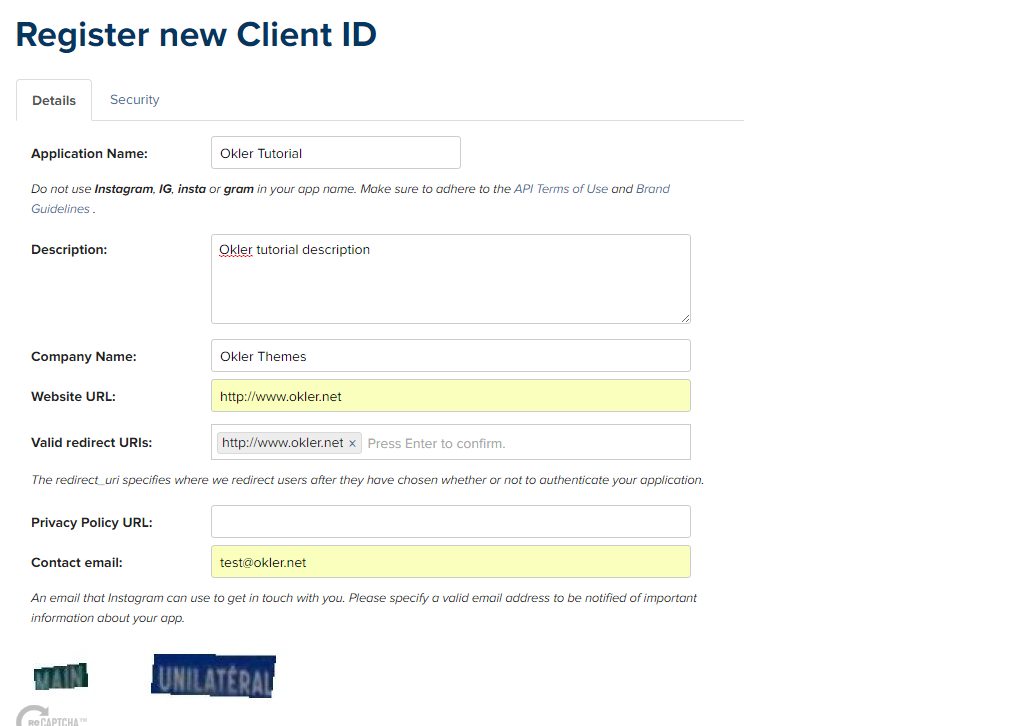 Register new Client ID
Details Security
Application Name: Okler Tutorial
Do not use Instagram, IG, insta or gram in your app name. Make sure to adhere to the API Terms of Use and Brand
Guidelines .
Description: Okler tutorial description
Company Name: Okler Themes
Website URL: http://www.okler.net
Valid redirect URIs: http://www.okler.net × Press Enter to confirm.
The redirect_uri specifies where we redirect users after they have chosen whether or not to authenticate your application.
Privacy Policy URL:
Contact email: test@okler.net
An email that Instagram can use to get in touch with you. Please specify a valid email address to be notified of important
information about your app.
MAIN UNILATÉRAL
reCAPTCHA™